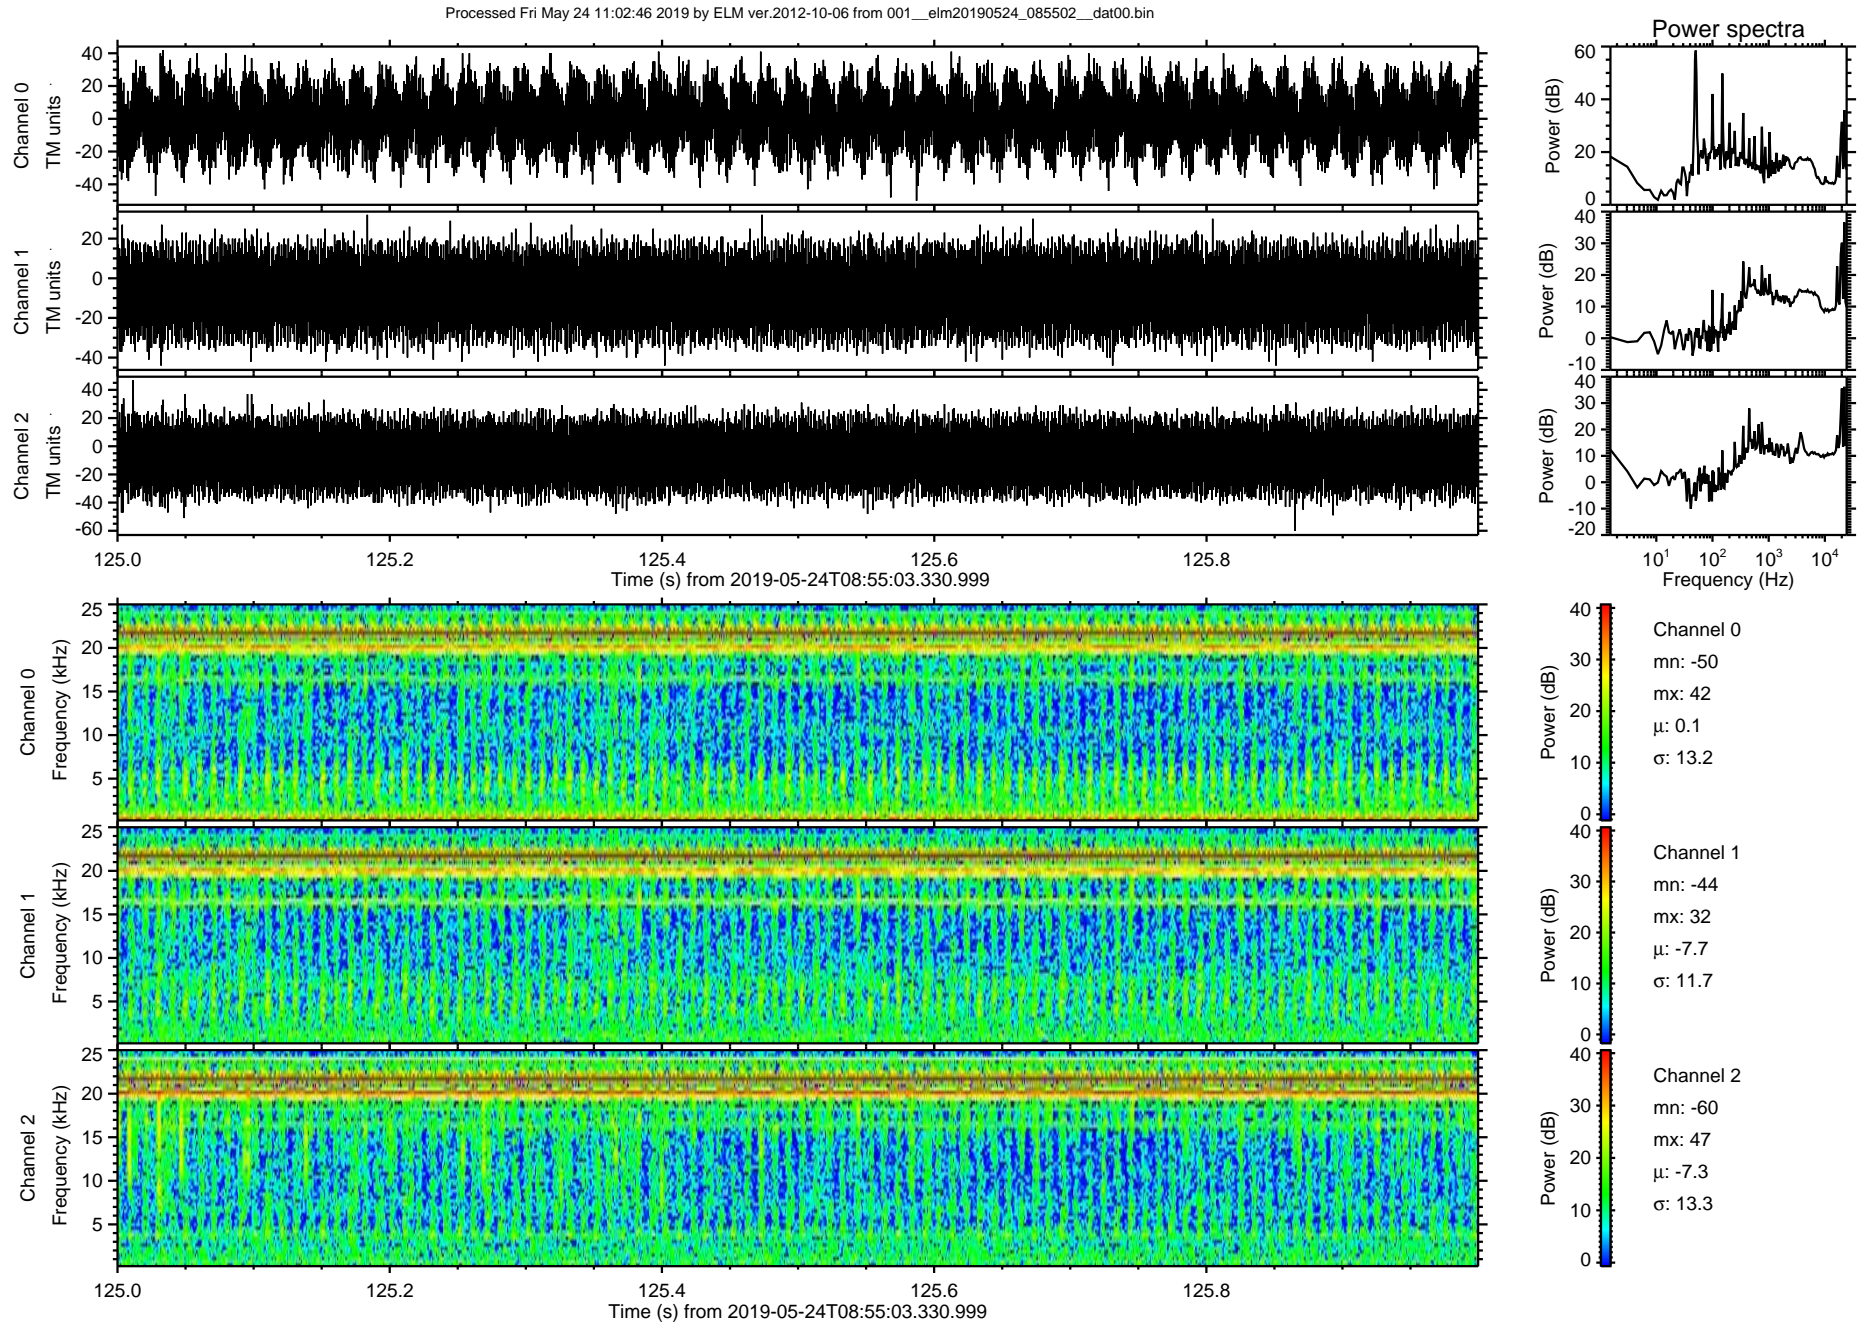 Processed Fri May 24 11:02:46 2019 by ELM ver.2012-10-06 from 001__elm20190524_085502__dat00.bin
Power spectra
Channel 0
TM units
40
20
0
-20
-40
Power (dB)
60
40
20
0
Channel 1
TM units
20
0
-20
-40
Power (dB)
40
30
20
10
0
-10
Channel 2
TM units
40
20
0
-20
-40
-60
Power (dB)
40
30
20
10
0
-10
-20
125.0 125.2 125.4 125.6 125.8
Time (s) from 2019-05-24T08:55:03.330.999
10^1 10^2 10^3 10^4
Frequency (Hz)
Channel 0
Frequency (kHz)
25
20
15
10
5
Power (dB)
40
30
20
10
0
Channel 0
mn: -50
mx: 42
μ: 0.1
σ: 13.2
Channel 1
Frequency (kHz)
25
20
15
10
5
Power (dB)
40
30
20
10
0
Channel 1
mn: -44
mx: 32
μ: -7.7
σ: 11.7
Channel 2
Frequency (kHz)
25
20
15
10
5
Power (dB)
40
30
20
10
0
Channel 2
mn: -60
mx: 47
μ: -7.3
σ: 13.3
125.0 125.2 125.4 125.6 125.8
Time (s) from 2019-05-24T08:55:03.330.999